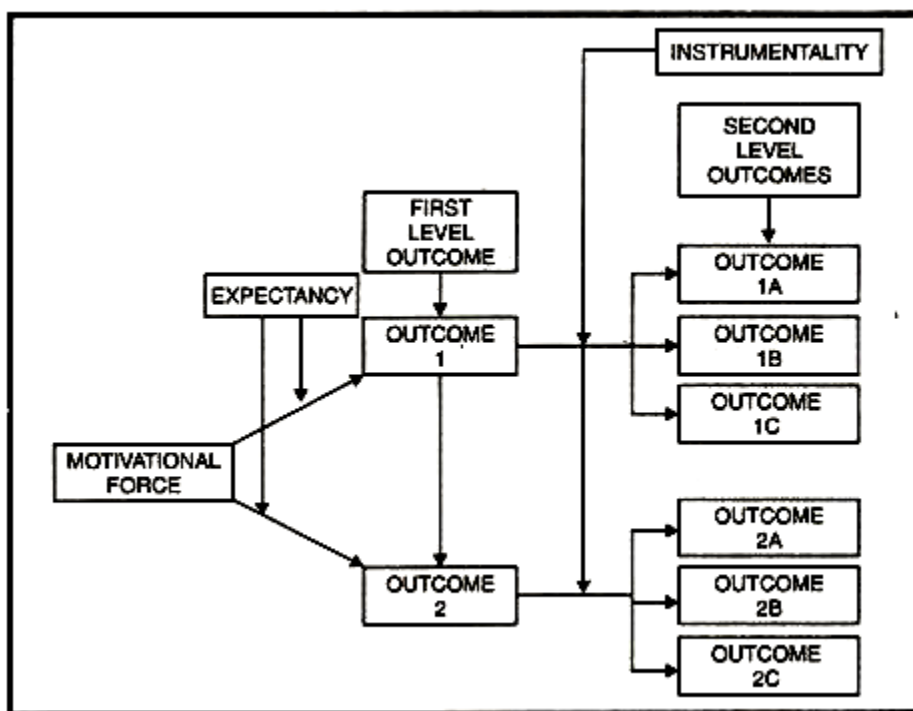 INSTRUMENTALITY
SECOND
LEVEL
OUTCOMES
FIRST
LEVEL
OUTCOME
EXPECTANCY
OUTCOME
1A
OUTCOME
1
OUTCOME
1B
OUTCOME
1C
MOTIVATIONAL
FORCE
OUTCOME
2A
OUTCOME
2
OUTCOME
2B
OUTCOME
2C